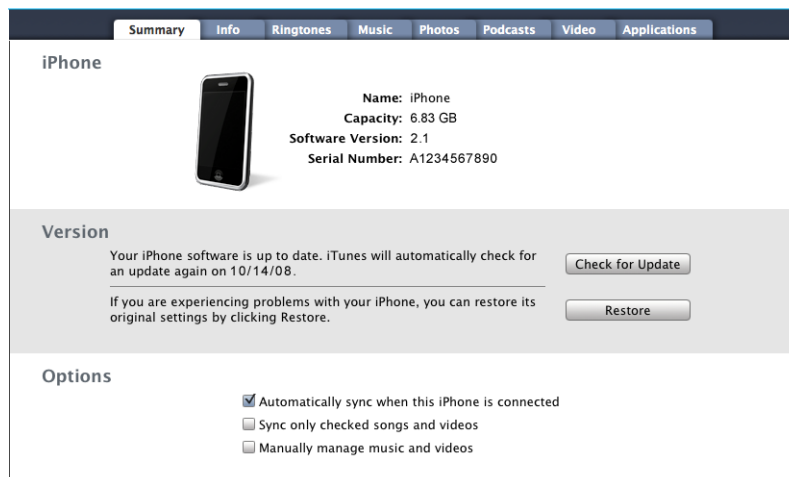 Summary Info Ringtones Music Photos Podcasts Video Applications
iPhone
Name: iPhone
Capacity: 6.83 GB
Software Version: 2.1
Serial Number: A1234567890
Version
Your iPhone software is up to date. iTunes will automatically check for
an update again on 10/14/08.
Check for Update
If you are experiencing problems with your iPhone, you can restore its
original settings by clicking Restore.
Restore
Options
Automatically sync when this iPhone is connected
Sync only checked songs and videos
Manually manage music and videos